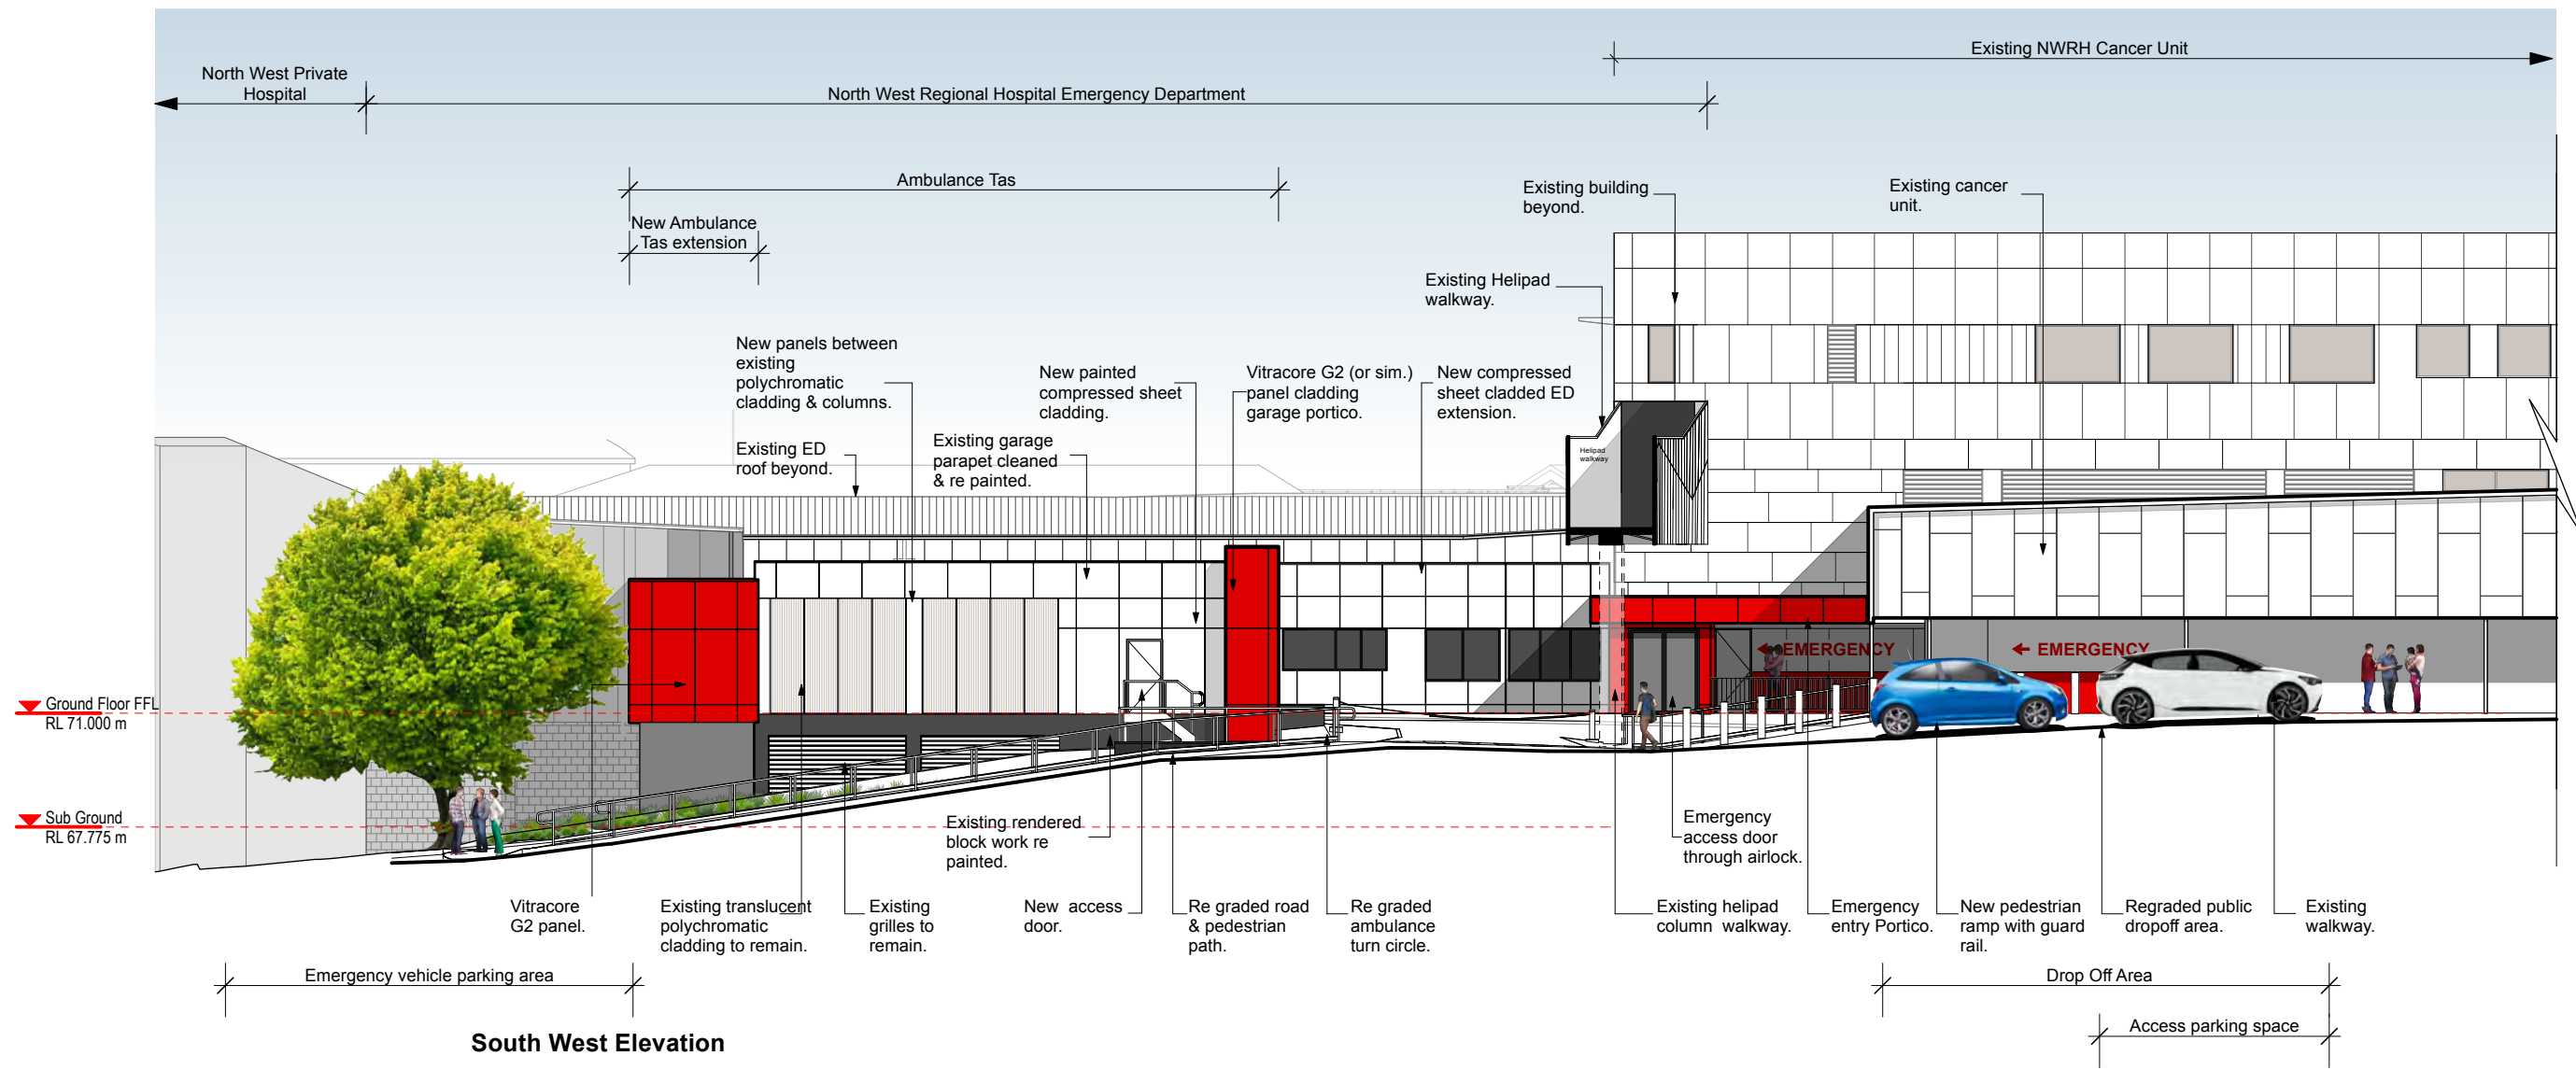 Existing NWRH Cancer Unit
North West Private
Hospital
North West Regional Hospital Emergency Department
Ambulance Tas
New Ambulance
Tas extension
Existing building
beyond.
Existing cancer
unit.
Existing Helipad
walkway.
New panels between
existing
polychromatic
cladding & columns.
New painted
compressed sheet
cladding.
Vitracore G2 (or sim.)
panel cladding
garage portico.
New compressed
sheet cladded ED
extension.
Existing ED
roof beyond.
Existing garage
parapet cleaned
& re painted.
Helipad
walkway
EMERGENCY
EMERGENCY
Ground Floor FFL
RL 71.000 m
Sub Ground
RL 67.775 m
Existing rendered
block work re
painted.
Emergency
access door
through airlock.
Vitracore
G2 panel.
Existing translucent
polychromatic
cladding to remain.
Existing
grilles to
remain.
New access
door.
Re graded road
& pedestrian
path.
Re graded
ambulance
turn circle.
Existing helipad
column walkway.
Emergency
entry Portico.
New pedestrian
ramp with guard
rail.
Regraded public
dropoff area.
Existing
walkway.
Emergency vehicle parking area
Drop Off Area
Access parking space
South West Elevation